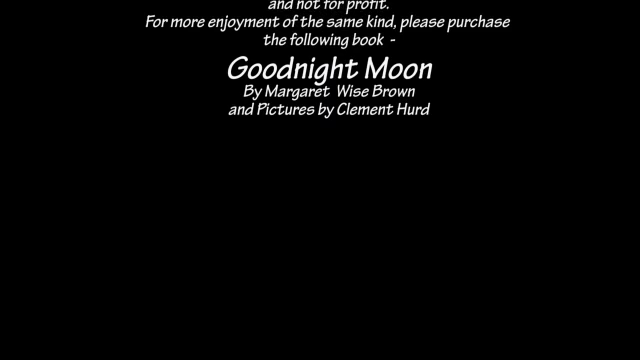 and not for profit.
For more enjoyment of the same kind, please purchase
the following book -
Goodnight Moon
By Margaret Wise Brown
and Pictures by Clement Hurd